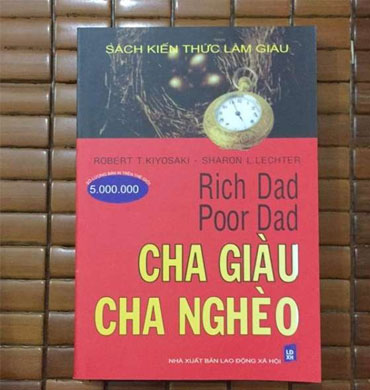 SÁCH KIẾN THỨC LÀM GIÀU
ROBERT T.KIYOSAKI - SHARON L.LECHTER
5.000.000
Rich Dad
Poor Dad
CHA GIÀU
CHA NGHÈO
NHÀ XUẤT BẢN LAO ĐỘNG XÃ HỘI